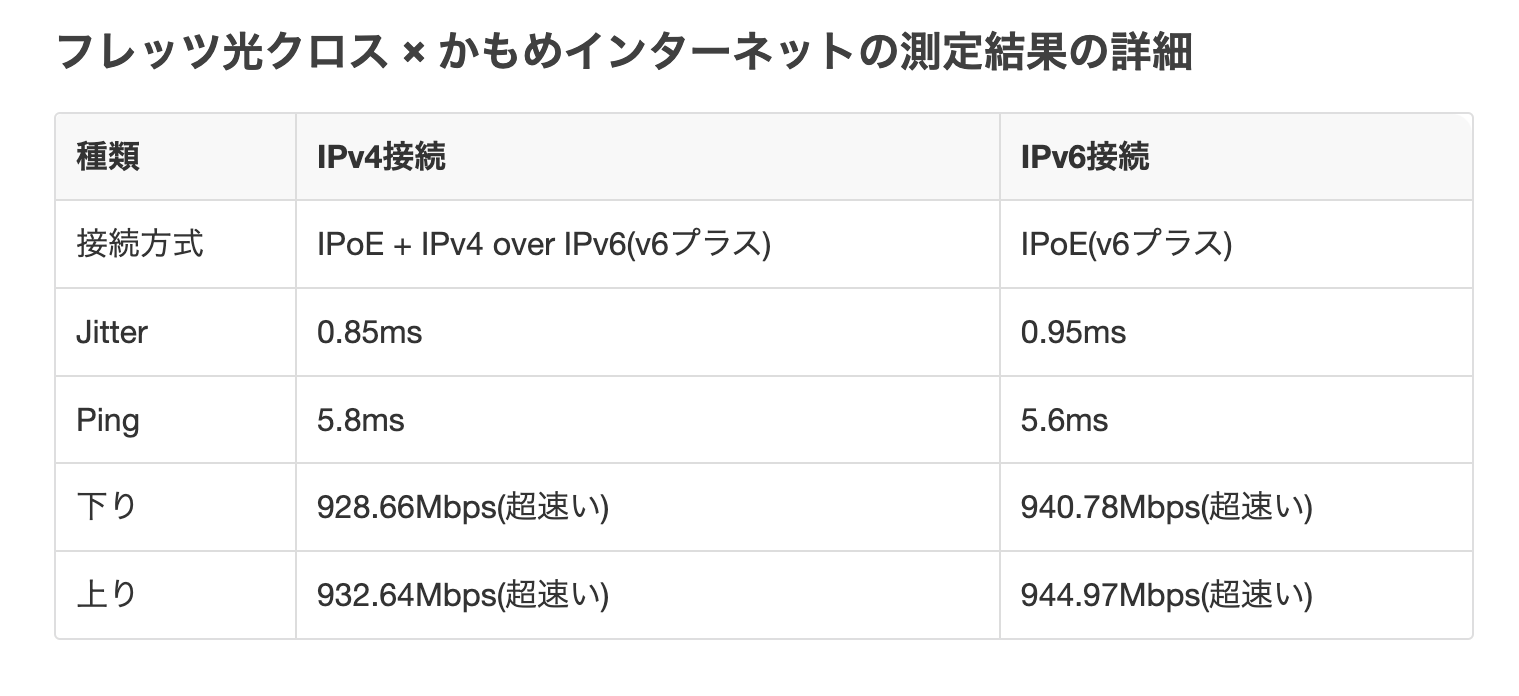 フレッツ光クロス × かもめインターネットの測定結果の詳細
種類 IPv4接続 IPv6接続
接続方式 IPoE + IPv4 over IPv6(v6プラス) IPoE(v6プラス)
Jitter 0.85ms 0.95ms
Ping 5.8ms 5.6ms
下り 928.66Mbps(超速い) 940.78Mbps(超速い)
上り 932.64Mbps(超速い) 944.97Mbps(超速い)